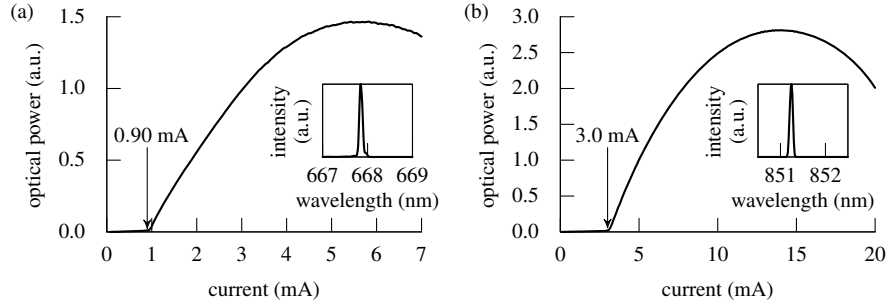 (a)
optical power (a.u.)
1.5
1.0
0.5
0.0
0.90 mA
intensity
(a.u.)
667 668 669
wavelength (nm)
0 1 2 3 4 5 6 7
current (mA)
(b)
optical power (a.u.)
3.0
2.5
2.0
1.5
1.0
0.5
0.0
3.0 mA
intensity
(a.u.)
851 852
wavelength (nm)
0 5 10 15 20
current (mA)